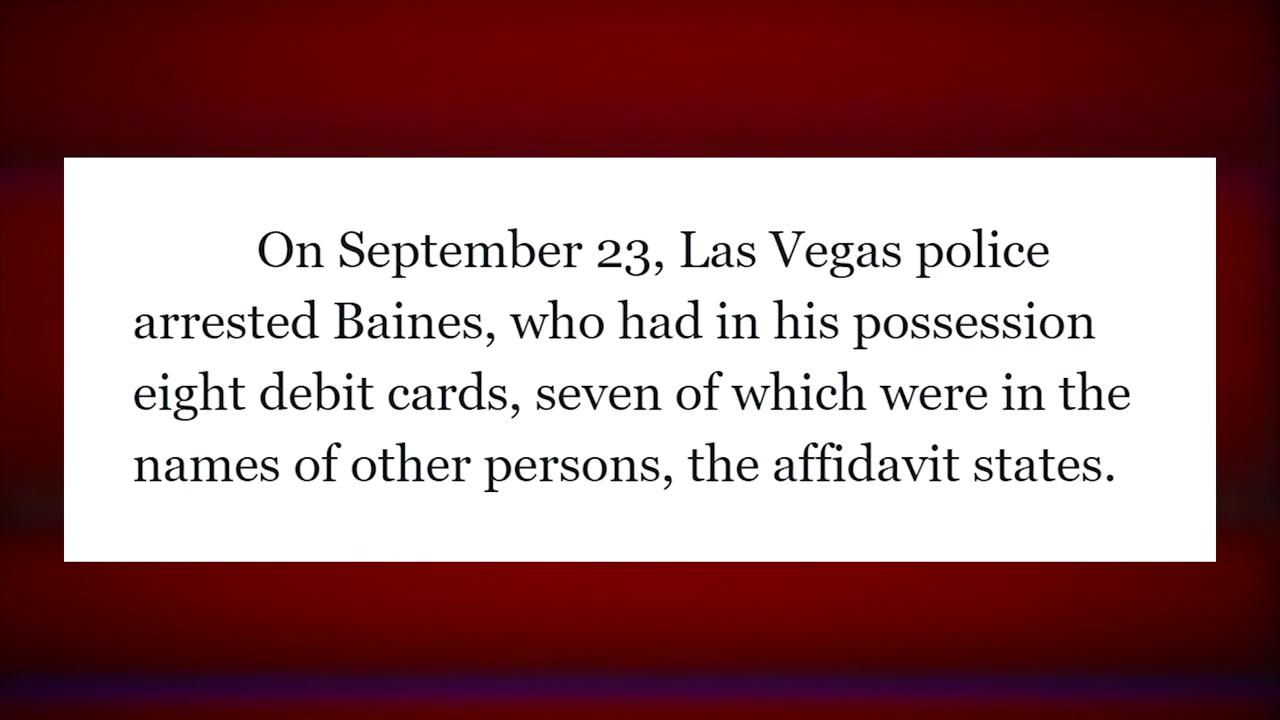 On September 23, Las Vegas police
arrested Baines, who had in his possession
eight debit cards, seven of which were in the
names of other persons, the affidavit states.